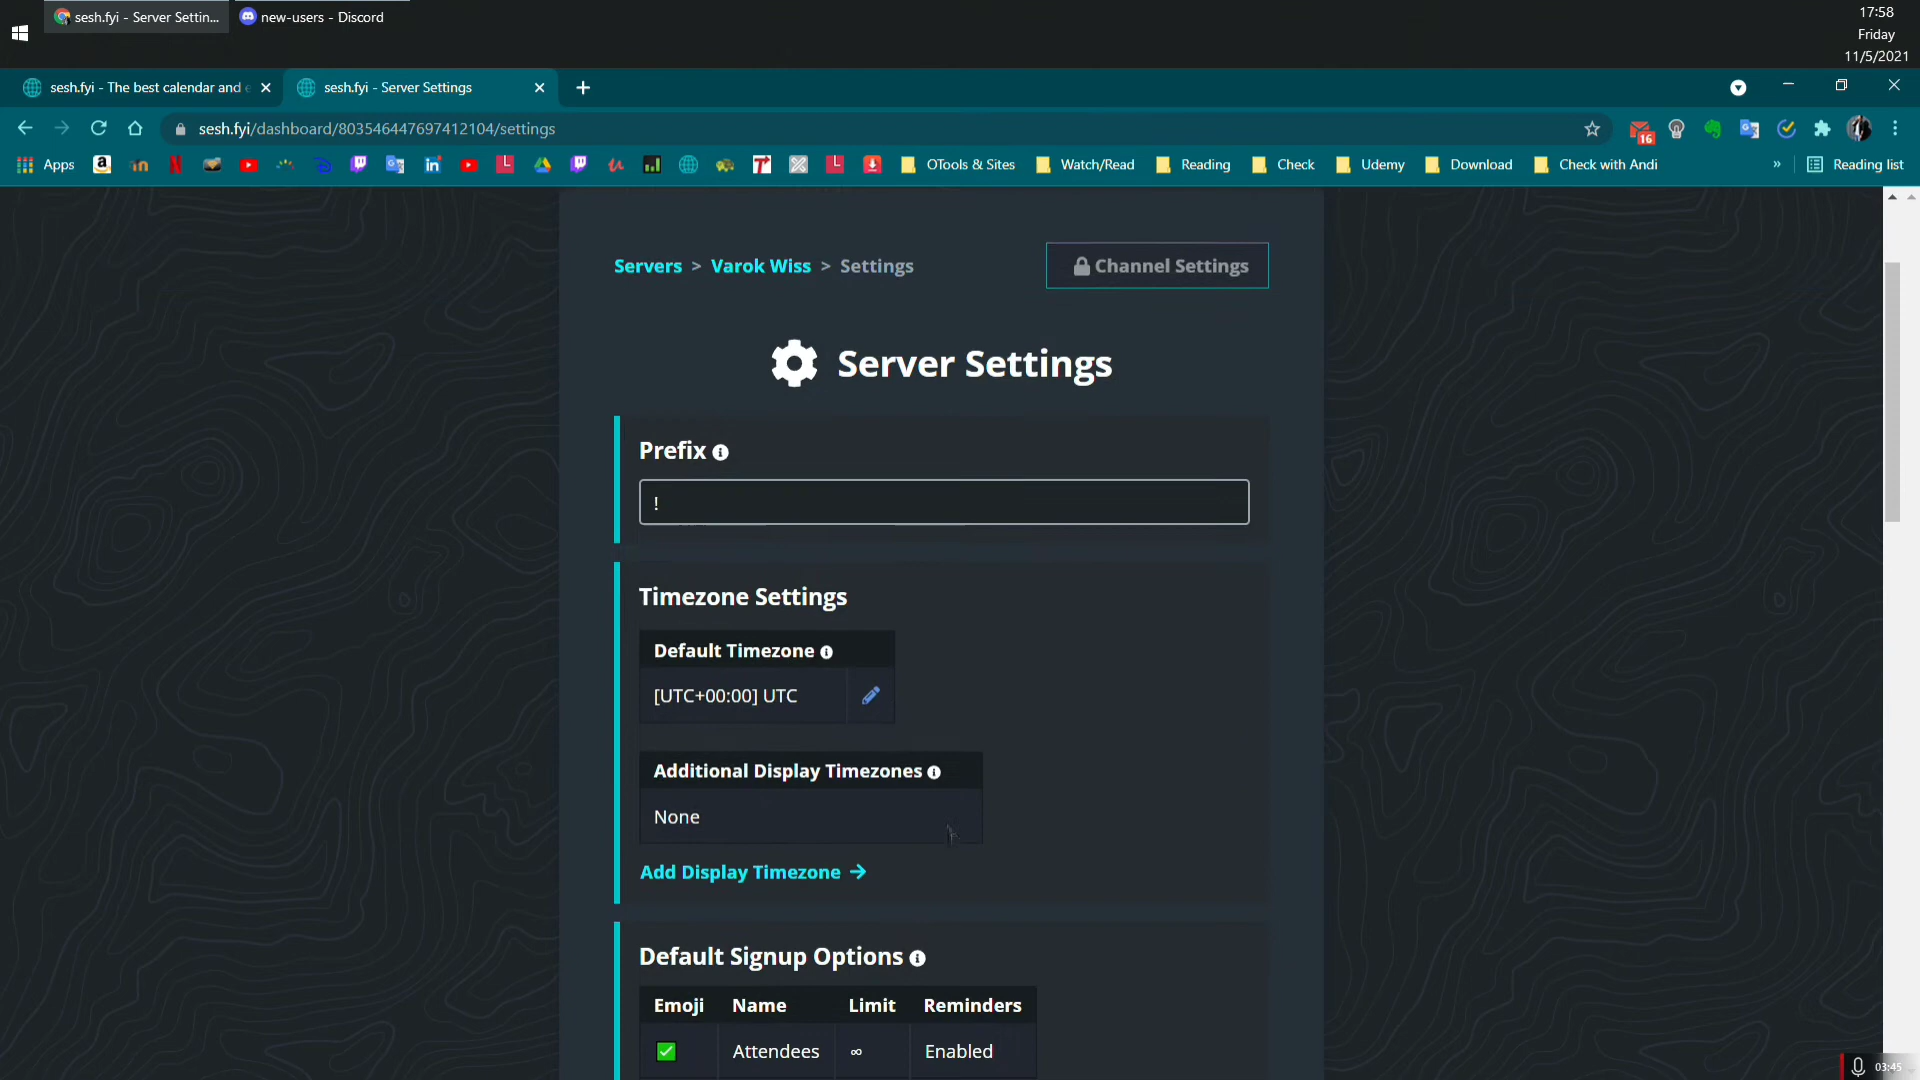 sesh.fyi - Server Settin...
new-users - Discord
17:58
Friday
11/5/2021
sesh.fyi - The best calendar and e
sesh.fyi - Server Settings
sesh.fyi/dashboard/803546447697412104/settings
16
Apps
OTools & Sites
Watch/Read
Reading
Check
Udemy
Download
Check with Andi
»
Reading list
Servers > Varok Wiss > Settings
Channel Settings
Server Settings
Prefix
!
Timezone Settings
Default Timezone
[UTC+00:00] UTC
Additional Display Timezones
None
Add Display Timezone →
Default Signup Options
Emoji Name Limit Reminders
✅ Attendees ∞ Enabled
03:45